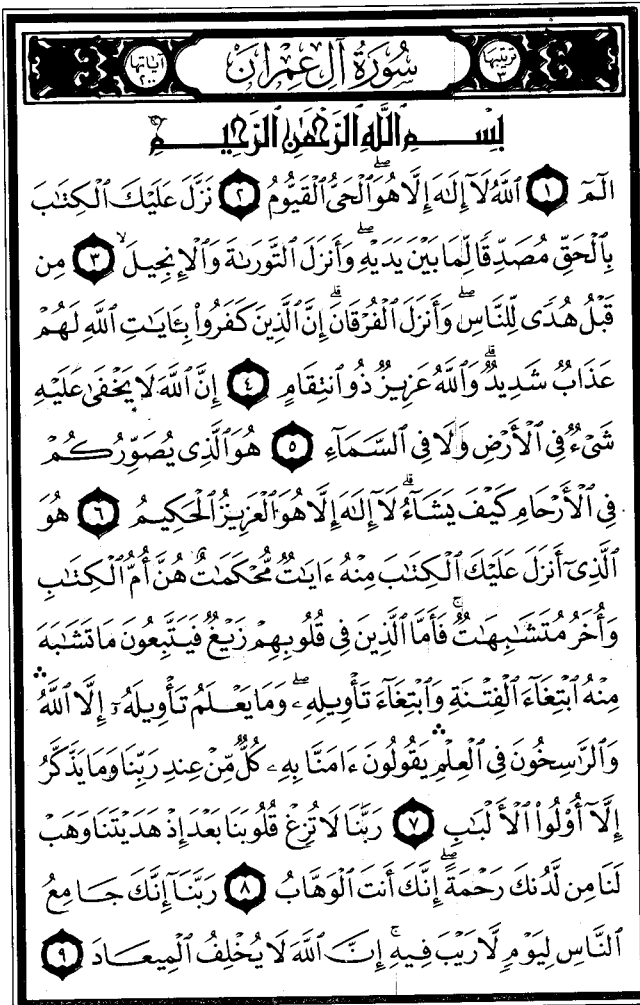 ترتيبها ٣ سُورَةُ آلِ عِمْرَانَ آياتها ٢٠٠
بِسْمِ ٱللَّهِ ٱلرَّحْمَٰنِ ٱلرَّحِيمِ
الٓمٓ ١ ٱللَّهُ لَآ إِلَٰهَ إِلَّا هُوَ ٱلْحَىُّ ٱلْقَيُّومُ ٢ نَزَّلَ عَلَيْكَ ٱلْكِتَٰبَ
بِٱلْحَقِّ مُصَدِّقًا لِّمَا بَيْنَ يَدَيْهِۖ وَأَنزَلَ ٱلتَّوْرَىٰةَ وَٱلْإِنجِيلَۙ ٣ مِن
قَبْلُ هُدًى لِّلنَّاسِۖ وَأَنزَلَ ٱلْفُرْقَانَۗ إِنَّ ٱلَّذِينَ كَفَرُوا۟ بِـَٔايَٰتِ ٱللَّهِ لَهُمْ
عَذَابٌ شَدِيدٌۗ وَٱللَّهُ عَزِيزٌ ذُو ٱنتِقَامٍ ٤ إِنَّ ٱللَّهَ لَا يَخْفَىٰ عَلَيْهِ
شَىْءٌ فِى ٱلْأَرْضِ وَلَا فِى ٱلسَّمَآءِ ٥ هُوَ ٱلَّذِى يُصَوِّرُكُمْ
فِى ٱلْأَرْحَامِ كَيْفَ يَشَآءُۗ لَآ إِلَٰهَ إِلَّا هُوَ ٱلْعَزِيزُ ٱلْحَكِيمُ ٦ هُوَ
ٱلَّذِىٓ أَنزَلَ عَلَيْكَ ٱلْكِتَٰبَ مِنْهُ ءَايَٰتٌ مُّحْكَمَٰتٌ هُنَّ أُمُّ ٱلْكِتَٰبِ
وَأُخَرُ مُتَشَٰبِهَٰتٌۚ فَأَمَّا ٱلَّذِينَ فِى قُلُوبِهِمْ زَيْغٌ فَيَتَّبِعُونَ مَا تَشَٰبَهَ
مِنْهُ ٱبْتِغَآءَ ٱلْفِتْنَةِ وَٱبْتِغَآءَ تَأْوِيلِهِۦۖ وَمَا يَعْلَمُ تَأْوِيلَهُۥٓ إِلَّا ٱللَّهُۛ
وَٱلرَّٰسِخُونَ فِى ٱلْعِلْمِۛ يَقُولُونَ ءَامَنَّا بِهِۦ كُلٌّ مِّنْ عِندِ رَبِّنَا وَمَا يَذَّكَّرُ
إِلَّآ أُو۟لُوا۟ ٱلْأَلْبَٰبِ ٧ رَبَّنَا لَا تُزِغْ قُلُوبَنَا بَعْدَ إِذْ هَدَيْتَنَا وَهَبْ
لَنَا مِن لَّدُنكَ رَحْمَةًۖ إِنَّكَ أَنتَ ٱلْوَهَّابُ ٨ رَبَّنَآ إِنَّكَ جَامِعُ
ٱلنَّاسِ لِيَوْمٍ لَّا رَيْبَ فِيهِۚ إِنَّ ٱللَّهَ لَا يُخْلِفُ ٱلْمِيعَادَ ٩